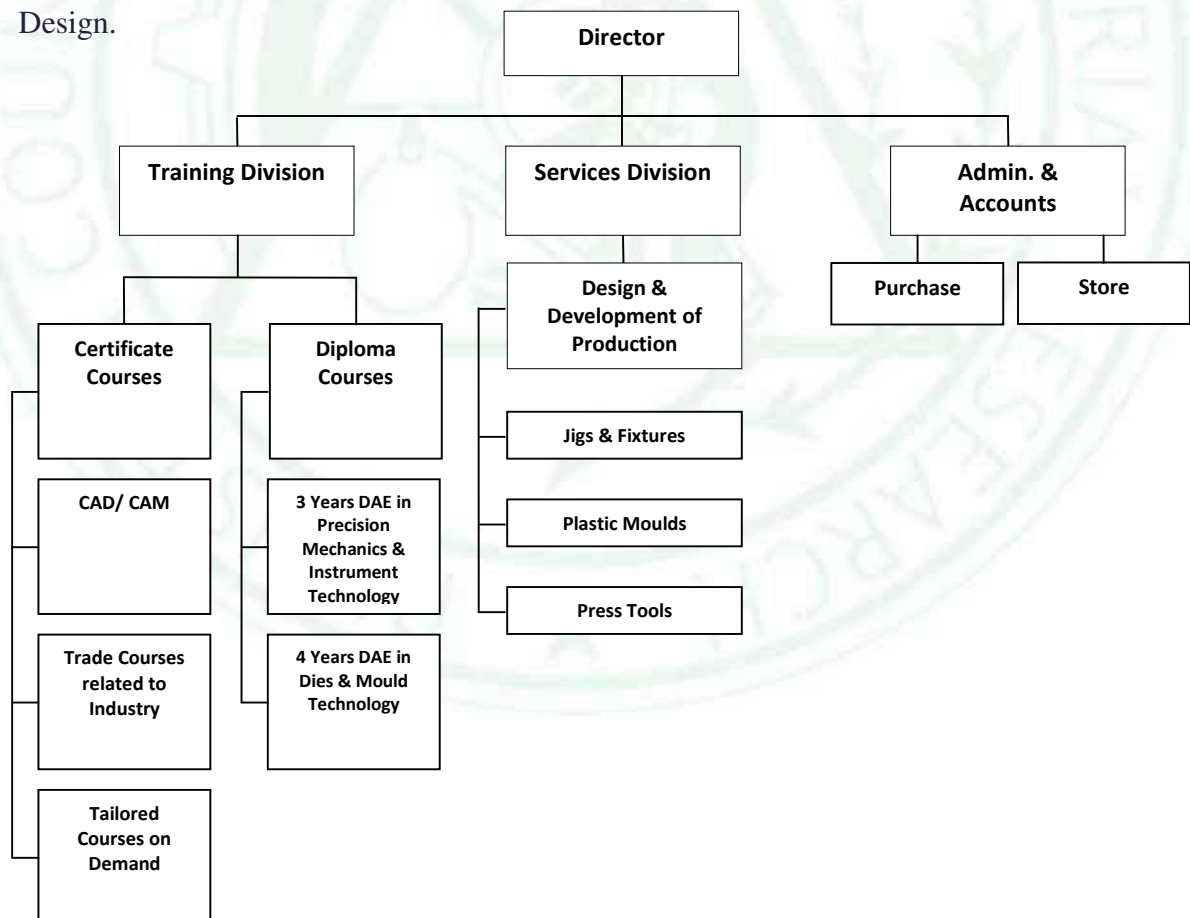 Design.
Director
Training Division
Services Division
Admin. &
Accounts
Purchase
Store
Design &
Development of
Production
Certificate
Courses
Diploma
Courses
Jigs & Fixtures
CAD/ CAM
3 Years DAE in
Precision
Mechanics &
Instrument
Technology
Plastic Moulds
Press Tools
Trade Courses
related to
Industry
4 Years DAE in
Dies & Mould
Technology
Tailored
Courses on
Demand